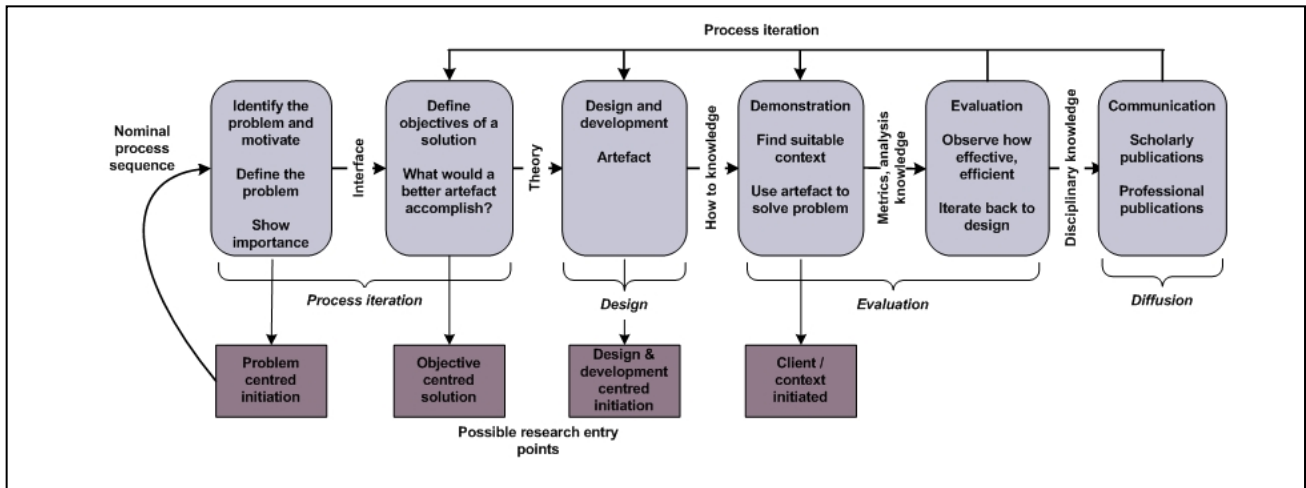 Process iteration
Nominal
process
sequence
Identify the
problem and
motivate
Define the
problem
Show
importance
Interface
Define
objectives of a
solution
What would a
better artefact
accomplish?
Theory
Design and
development
Artefact
How to knowledge
Demonstration
Find suitable
context
Use artefact to
solve problem
Metrics, analysis
knowledge
Evaluation
Observe how
effective,
efficient
Iterate back to
design
Disciplinary knowledge
Communication
Scholarly
publications
Professional
publications
Process iteration
Design
Evaluation
Diffusion
Problem
centred
initiation
Objective
centred
solution
Design &
development
centred
initiation
Client /
context
initiated
Possible research entry
points